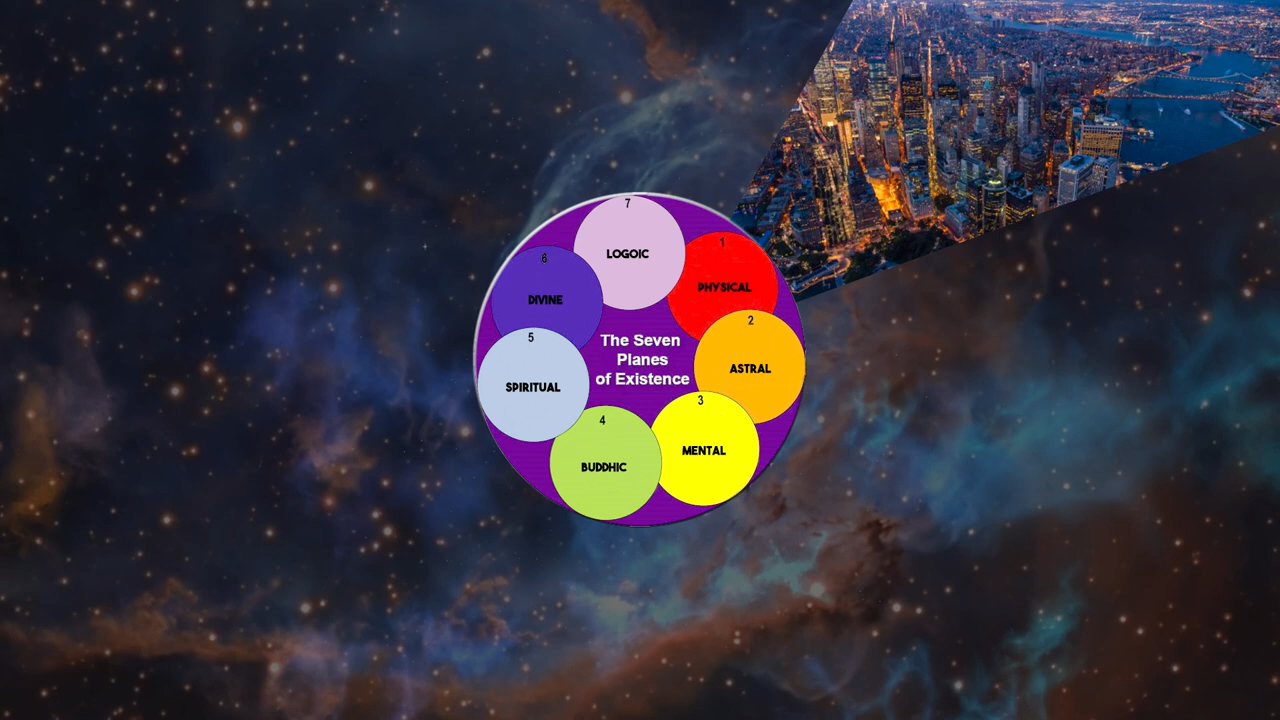 7
LOGOIC
1
PHYSICAL
2
ASTRAL
3
MENTAL
4
BUDDHIC
5
SPIRITUAL
6
DIVINE
The Seven
Planes
of Existence